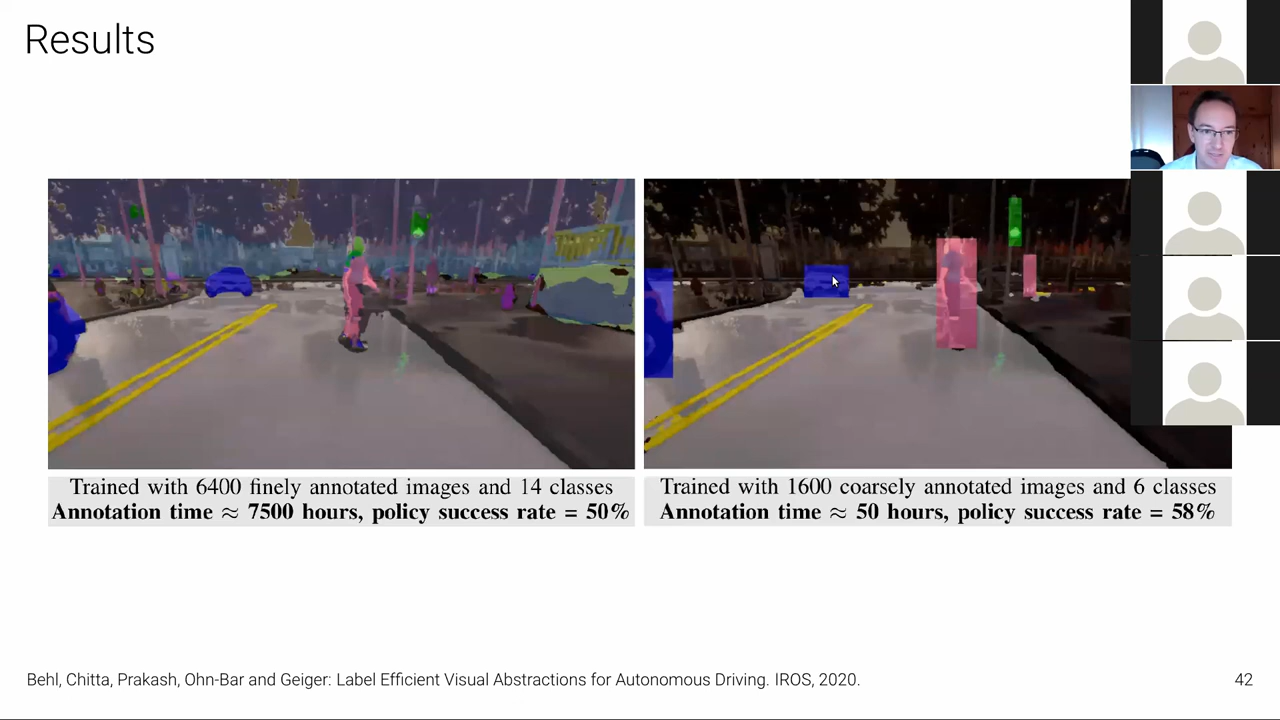 Results
Trained with 6400 finely annotated images and 14 classes
Annotation time ≈ 7500 hours, policy success rate = 50%
Trained with 1600 coarsely annotated images and 6 classes
Annotation time ≈ 50 hours, policy success rate = 58%
Behl, Chitta, Prakash, Ohn-Bar and Geiger: Label Efficient Visual Abstractions for Autonomous Driving. IROS, 2020.
42